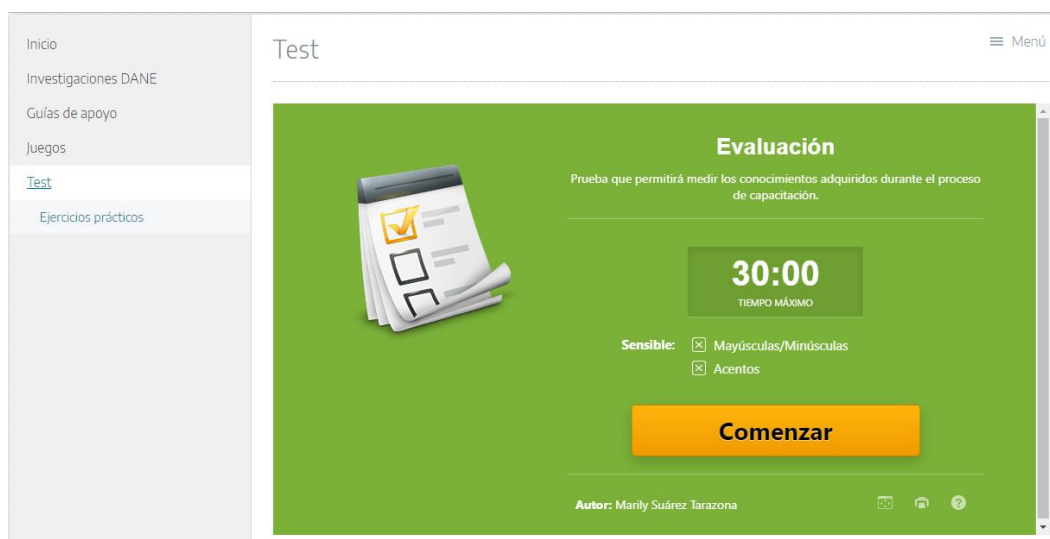 Inicio
Investigaciones DANE
Guías de apoyo
Juegos
Test
Ejercicios prácticos
Test
Menú
Evaluación
Prueba que permitirá medir los conocimientos adquiridos durante el proceso
de capacitación.
30:00
TIEMPO MÁXIMO
Sensible: Mayúsculas/Minúsculas
Acentos
Comenzar
Autor: Marily Suárez Tarazona